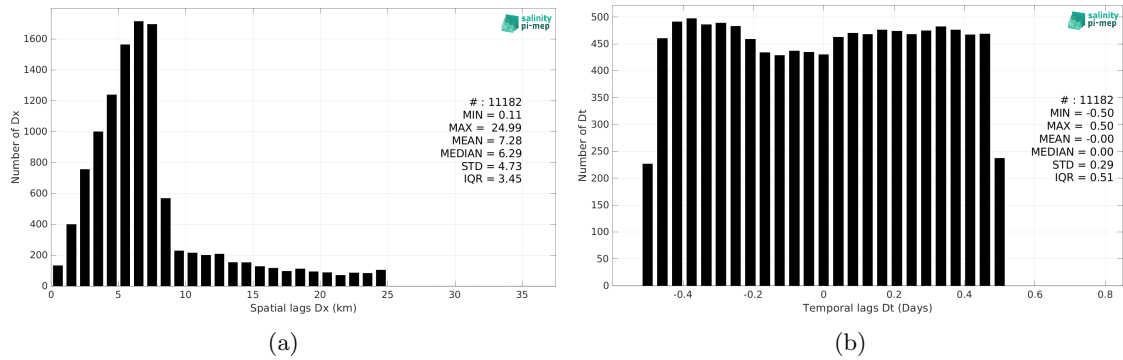 1600
1400
1200
1000
800
600
400
200
0
Number of Dx
0 5 10 15 20 25 30 35
Spatial lags Dx (km)
salinity
pi-mep
# : 11182
MIN = 0.11
MAX = 24.99
MEAN = 7.28
MEDIAN = 6.29
STD = 4.73
IQR = 3.45
(a)
500
450
400
350
300
250
200
150
100
50
0
Number of Dt
-0.4 -0.2 0 0.2 0.4 0.6 0.8
Temporal lags Dt (Days)
salinity
pi-mep
# : 11182
MIN = -0.50
MAX = 0.50
MEAN = -0.00
MEDIAN = 0.00
STD = 0.29
IQR = 0.51
(b)